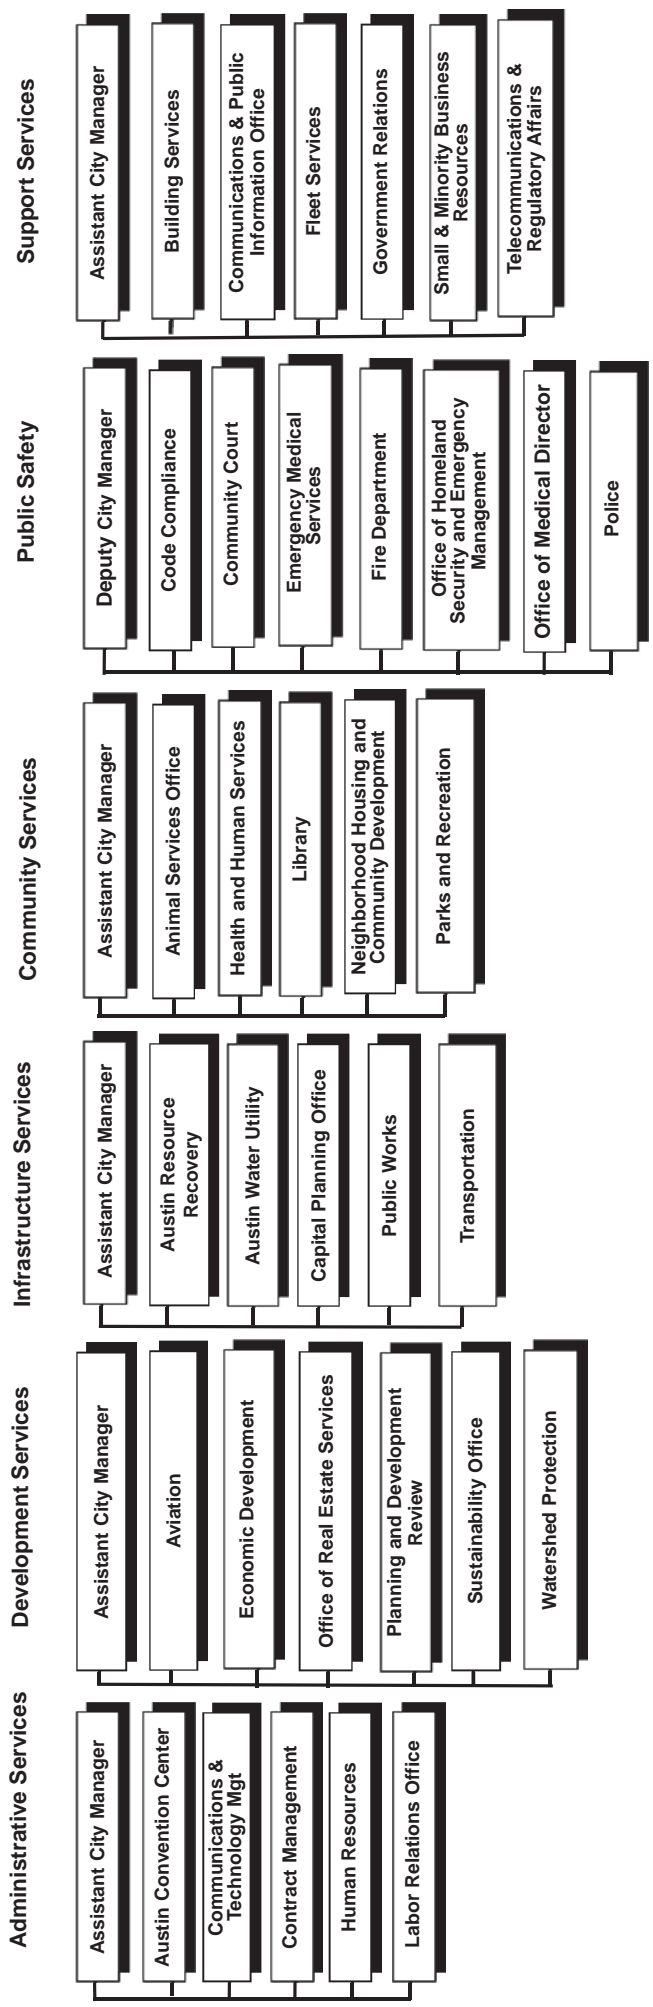 Administrative Services
Assistant City Manager
Austin Convention Center
Communications &
Technology Mgt
Contract Management
Human Resources
Labor Relations Office
Development Services
Assistant City Manager
Aviation
Economic Development
Office of Real Estate Services
Planning and Development
Review
Sustainability Office
Watershed Protection
Infrastructure Services
Assistant City Manager
Austin Resource
Recovery
Austin Water Utility
Capital Planning Office
Public Works
Transportation
Community Services
Assistant City Manager
Animal Services Office
Health and Human Services
Library
Neighborhood Housing and
Community Development
Parks and Recreation
Public Safety
Deputy City Manager
Code Compliance
Community Court
Emergency Medical
Services
Fire Department
Office of Homeland
Security and Emergency
Management
Office of Medical Director
Police
Support Services
Assistant City Manager
Building Services
Communications & Public
Information Office
Fleet Services
Government Relations
Small & Minority Business
Resources
Telecommunications &
Regulatory Affairs